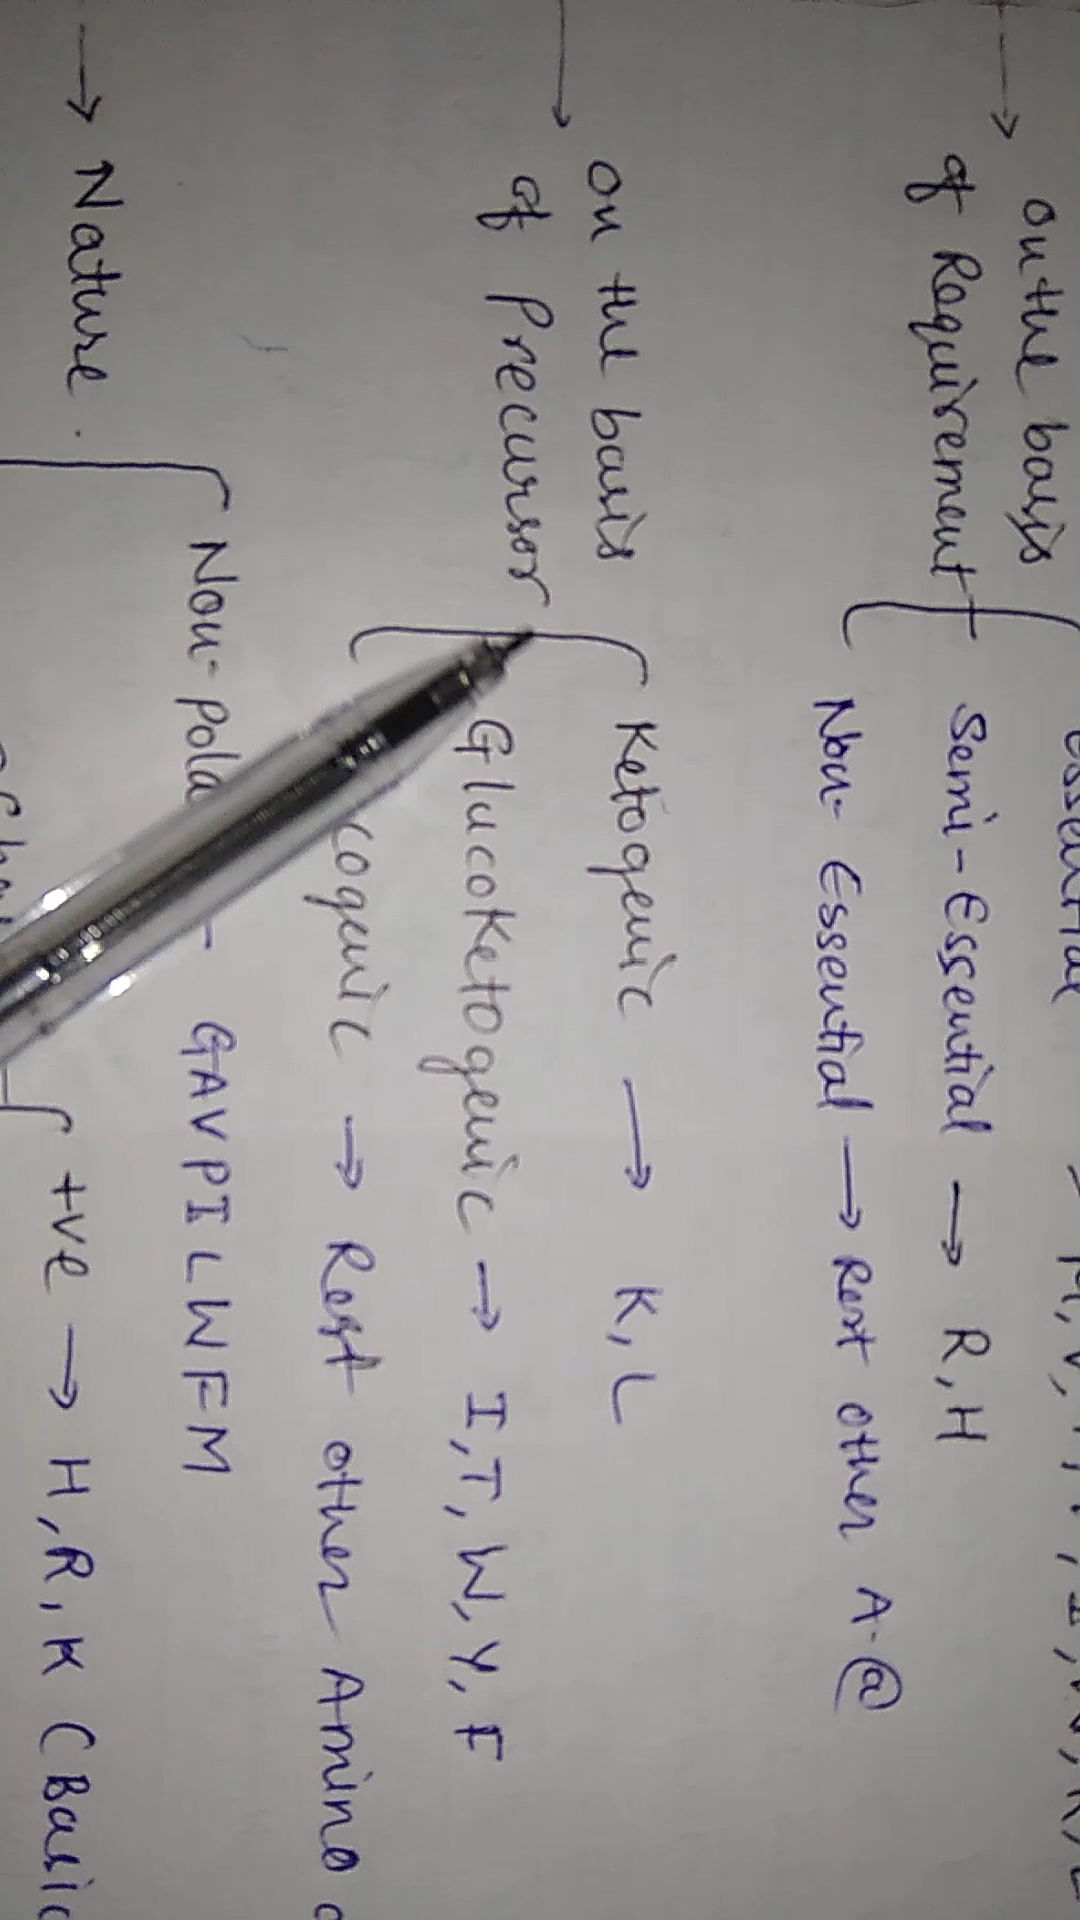 → on the basis
of Requirement
Semi-Essential → R, H
Non-Essential → Rest other A.@
→ on the basis
of Precursor
Ketogenic → K, L
Glucoketogenic → I, T, W, Y, F
cogenic → Rest other Amino
→ Nature.
Non-Pola - GAVPILWFM
+ve → H, R, K (Basic